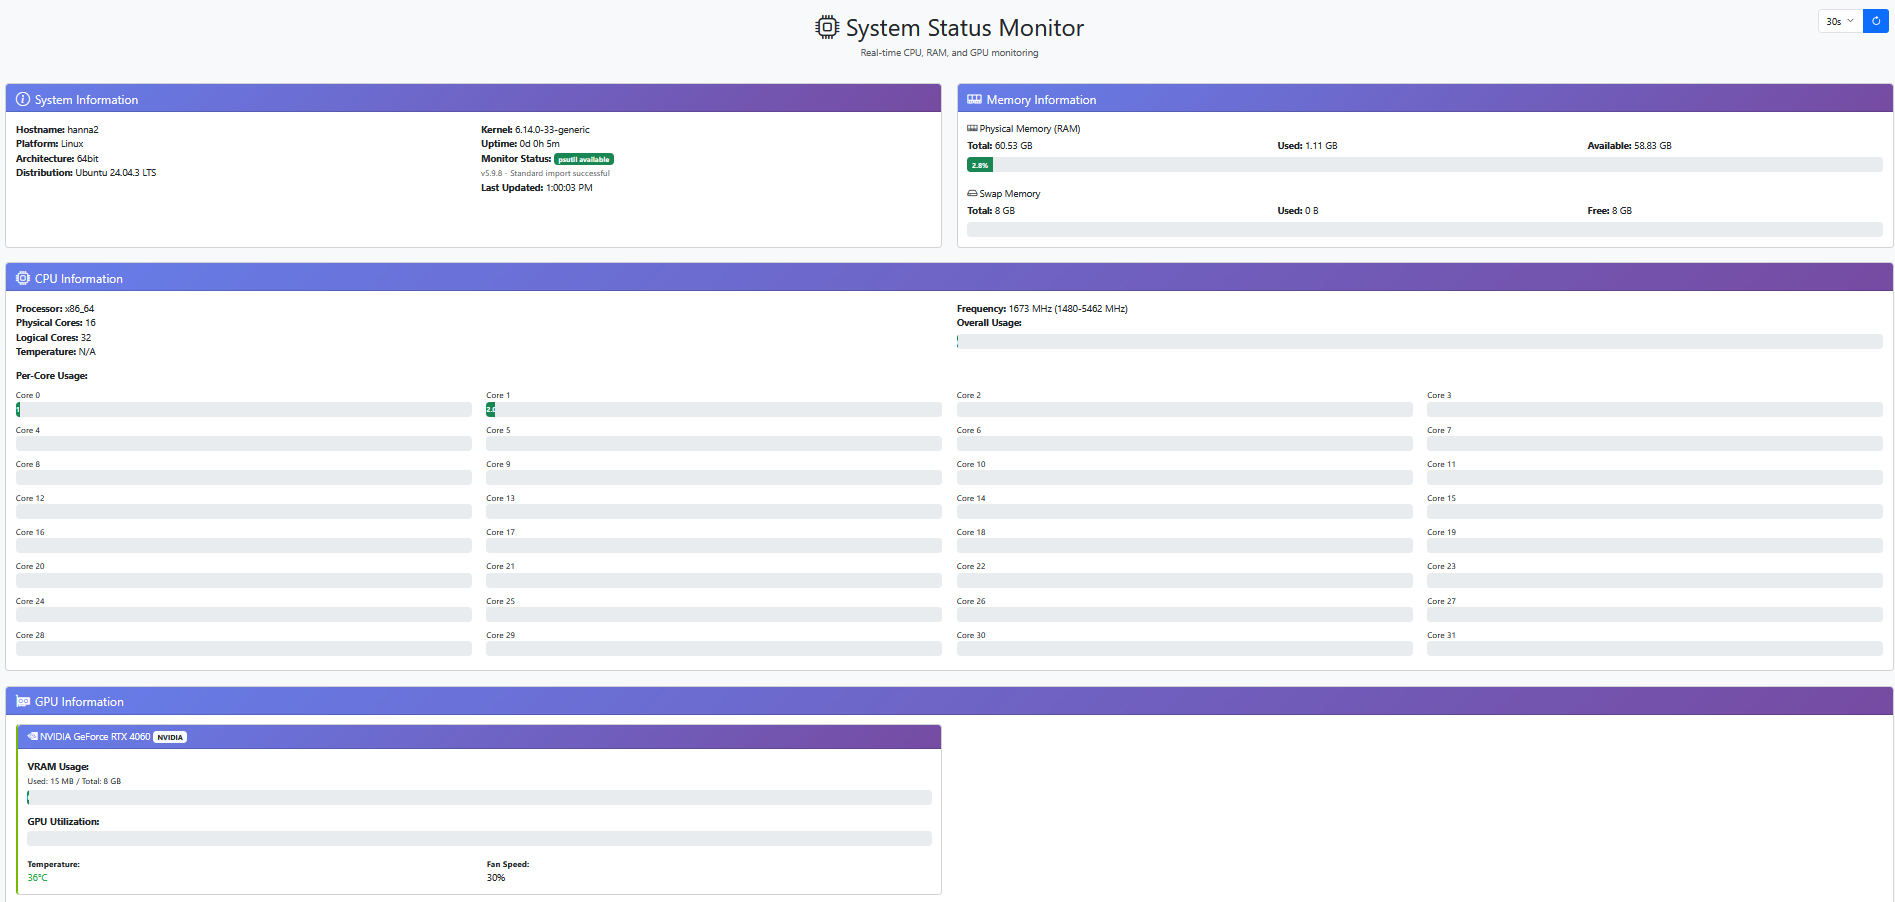 System Status Monitor
Real-time CPU, RAM, and GPU monitoring
30s
System Information
Hostname: hanna2
Platform: Linux
Architecture: 64bit
Distribution: Ubuntu 24.04.3 LTS
Kernel: 6.14.0-33-generic
Uptime: 0d 0h 5m
Monitor Status: psutil available
v5.9.8 - Standard import successful
Last Updated: 1:00:03 PM
Memory Information
Physical Memory (RAM)
Total: 60.53 GB Used: 1.11 GB Available: 58.83 GB
2.8%
Swap Memory
Total: 8 GB Used: 0 B Free: 8 GB
CPU Information
Processor: x86_64
Physical Cores: 16
Logical Cores: 32
Temperature: N/A
Frequency: 1673 MHz (1480-5462 MHz)
Overall Usage:
Per-Core Usage:
Core 0 Core 1 Core 2 Core 3
2.0
Core 4 Core 5 Core 6 Core 7
Core 8 Core 9 Core 10 Core 11
Core 12 Core 13 Core 14 Core 15
Core 16 Core 17 Core 18 Core 19
Core 20 Core 21 Core 22 Core 23
Core 24 Core 25 Core 26 Core 27
Core 28 Core 29 Core 30 Core 31
GPU Information
NVIDIA GeForce RTX 4060 NVIDIA
VRAM Usage:
Used: 15 MB / Total: 8 GB
GPU Utilization:
Temperature: Fan Speed:
36°C 30%